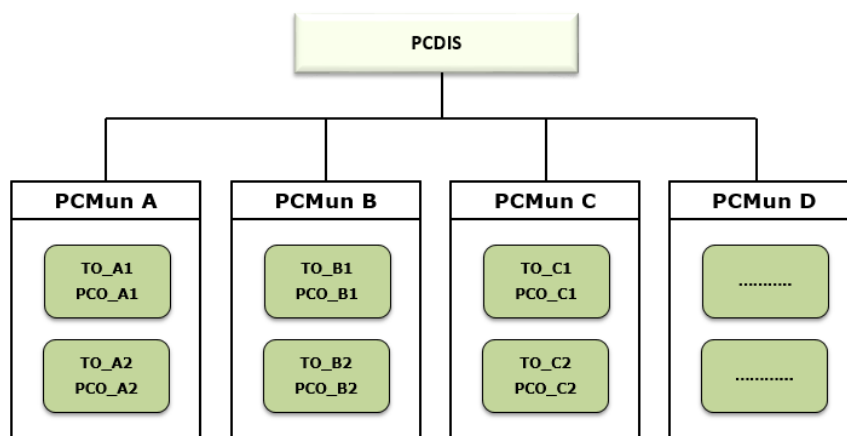 PCDIS
PCMun A
PCMun B
PCMun C
PCMun D
TO_A1
PCO_A1
TO_B1
PCO_B1
TO_C1
PCO_C1
...........
TO_A2
PCO_A2
TO_B2
PCO_B2
TO_C2
PCO_C2
............